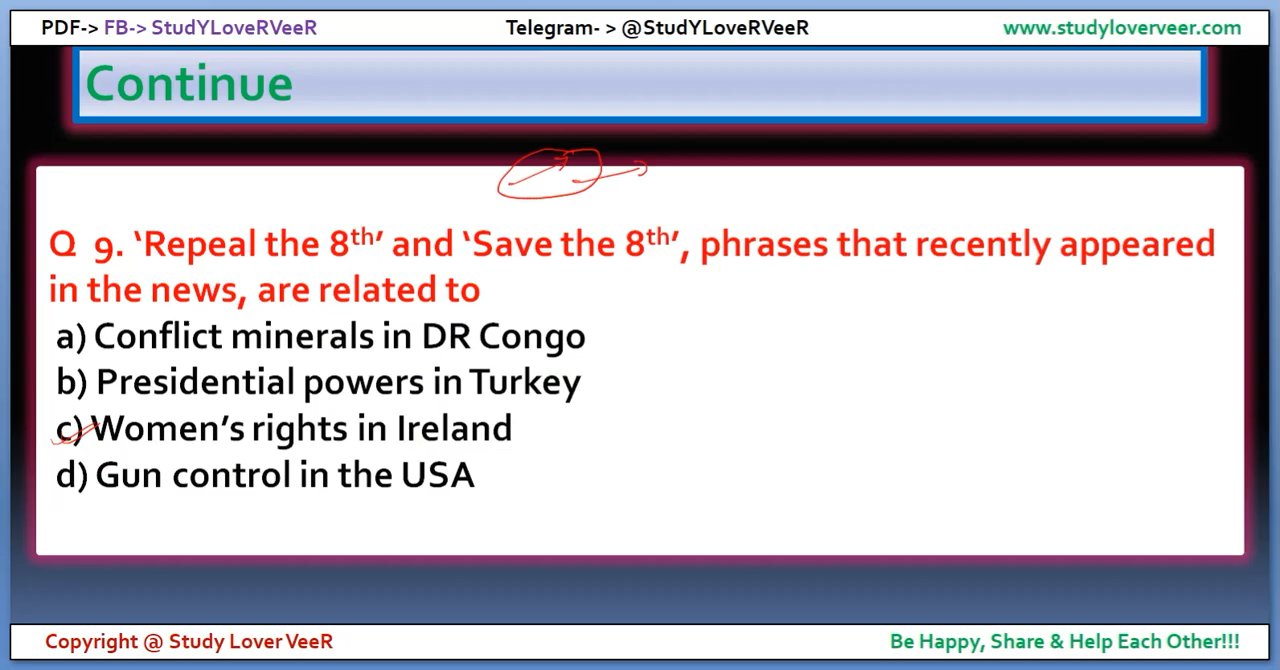 PDF-> FB-> StudYLoveRVeeR Telegram- > @StudYLoveRVeeR www.studyloverveer.com
Continue
Q 9. ‘Repeal the 8th’ and ‘Save the 8th’, phrases that recently appeared
in the news, are related to
a) Conflict minerals in DR Congo
b) Presidential powers in Turkey
c) Women’s rights in Ireland
d) Gun control in the USA
Copyright @ Study Lover VeeR Be Happy, Share & Help Each Other!!!